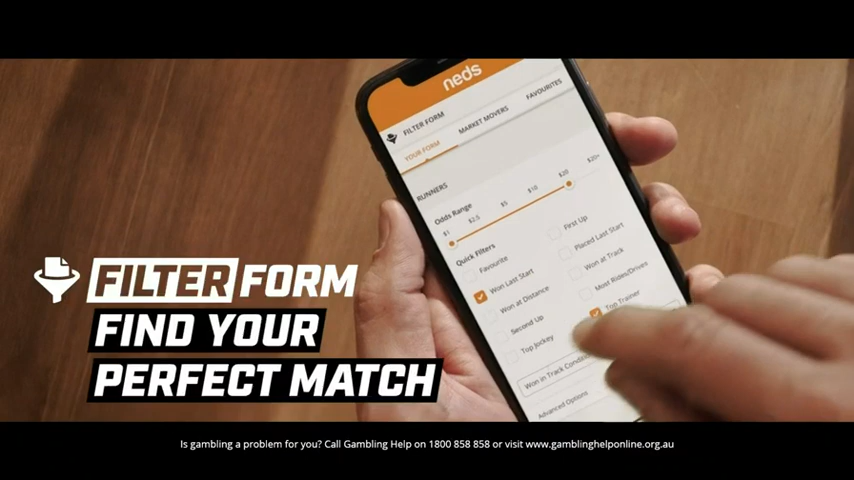 neds
FILTER FORM
MARKET MOVERS
FAVOURITES
YOUR FORM
RUNNERS
Odds Range
$1
$2.5
$5
$10
$20
$20+
Quick Filters
Favourite
First Up
Won Last Start
Placed Last Start
Won at Distance
Won at Track
Second Up
Most Rides/Drives
Top Jockey
Top Trainer
Won in Track
Advanced Options
FILTER FORM
FIND YOUR
PERFECT MATCH
Is gambling a problem for you? Call Gambling Help on 1800 858 858 or visit www.gamblinghelponline.org.au